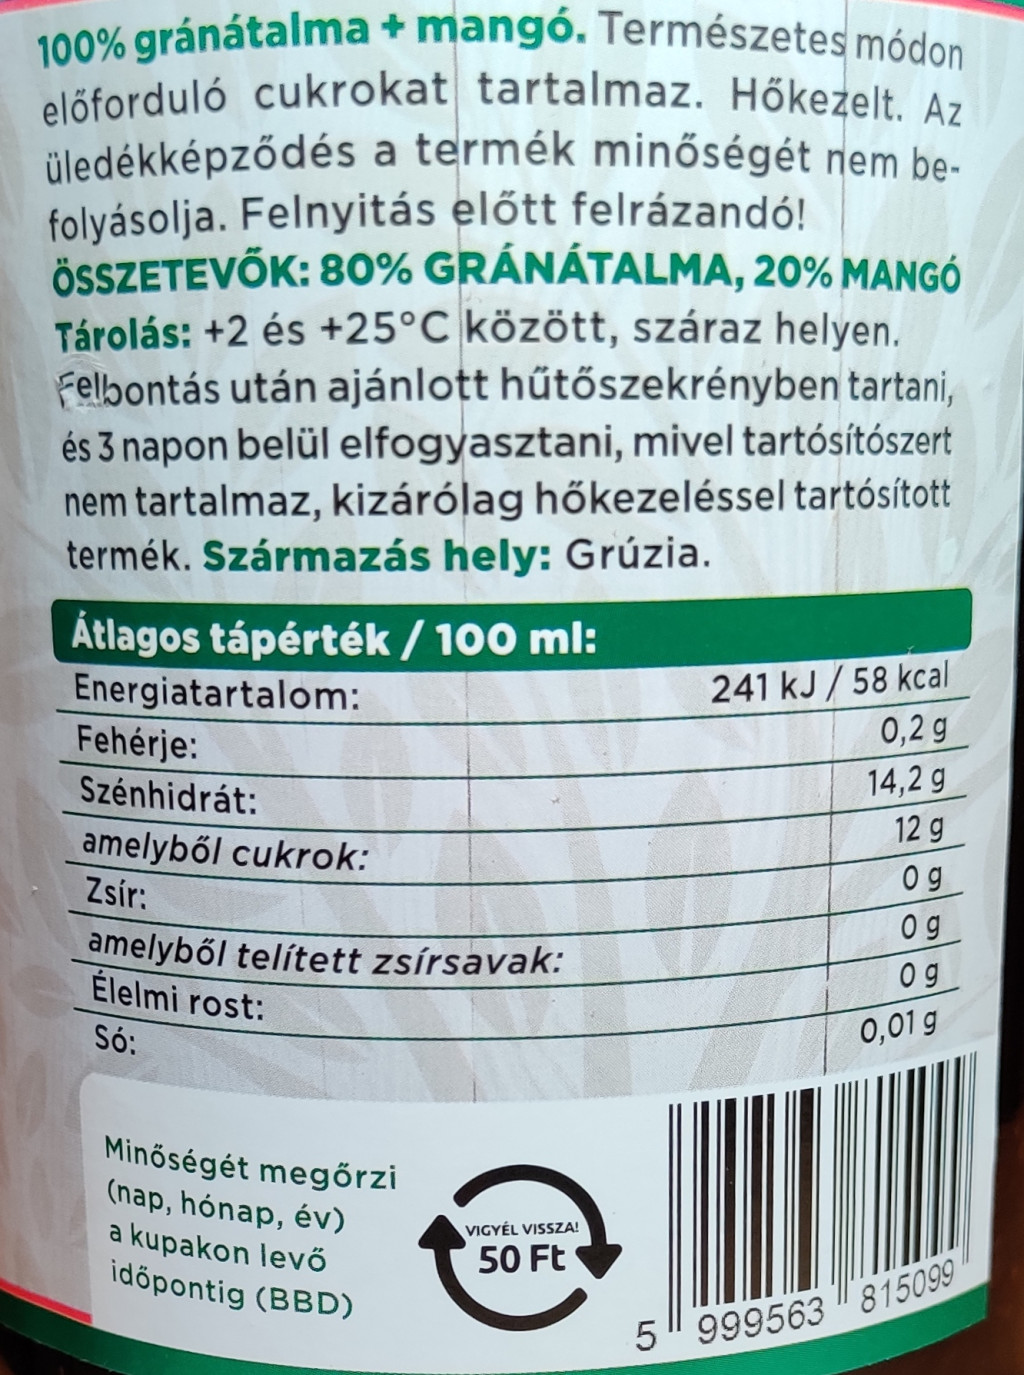 100% gránátalma + mangó. Természetes módon
előforduló cukrokat tartalmaz. Hőkezelt. Az
üledékképződés a termék minőségét nem be-
folyásolja. Felnyitás előtt felrázandó!
ÖSSZETEVŐK: 80% GRÁNÁTALMA, 20% MANGÓ
Tárolás: +2 és +25°C között, száraz helyen.
Felbontás után ajánlott hűtőszekrényben tartani,
és 3 napon belül elfogyasztani, mivel tartósítószert
nem tartalmaz, kizárólag hőkezeléssel tartósított
termék. Származás hely: Grúzia.
Átlagos tápérték / 100 ml:
Energiatartalom: 241 kJ / 58 kcal
Fehérje: 0,2 g
Szénhidrát: 14,2 g
amelyből cukrok: 12 g
Zsír: 0 g
amelyből telített zsírsavak: 0 g
Élelmi rost: 0 g
Só: 0,01 g
Minőségét megőrzi
(nap, hónap, év)
a kupakon levő
időpontig (BBD)
VIGYÉL VISSZA!
50 Ft
5 999563 815099